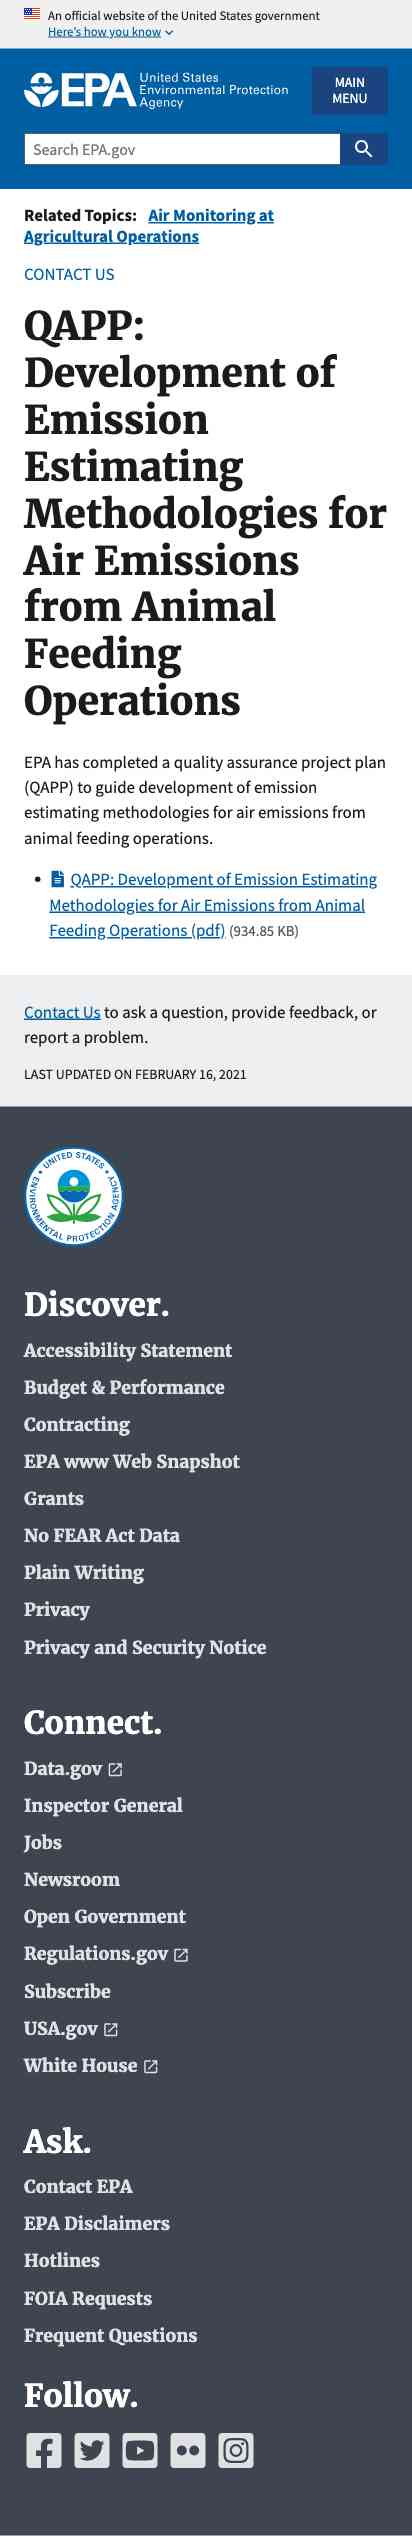 An official website of the United States government
Here's how you know
EPA United States
Environmental Protection
Agency
MAIN
MENU
Search EPA.gov
Related Topics: Air Monitoring at
Agricultural Operations
CONTACT US
QAPP:
Development of
Emission
Estimating
Methodologies for
Air Emissions
from Animal
Feeding
Operations
EPA has completed a quality assurance project plan
(QAPP) to guide development of emission
estimating methodologies for air emissions from
animal feeding operations.
QAPP: Development of Emission Estimating
Methodologies for Air Emissions from Animal
Feeding Operations (pdf) (934.85 KB)
Contact Us to ask a question, provide feedback, or
report a problem.
LAST UPDATED ON FEBRUARY 16, 2021
UNITED STATES
ENVIRONMENTAL PROTECTION AGENCY
Discover.
Accessibility Statement
Budget & Performance
Contracting
EPA www Web Snapshot
Grants
No FEAR Act Data
Plain Writing
Privacy
Privacy and Security Notice
Connect.
Data.gov
Inspector General
Jobs
Newsroom
Open Government
Regulations.gov
Subscribe
USA.gov
White House
Ask.
Contact EPA
EPA Disclaimers
Hotlines
FOIA Requests
Frequent Questions
Follow.